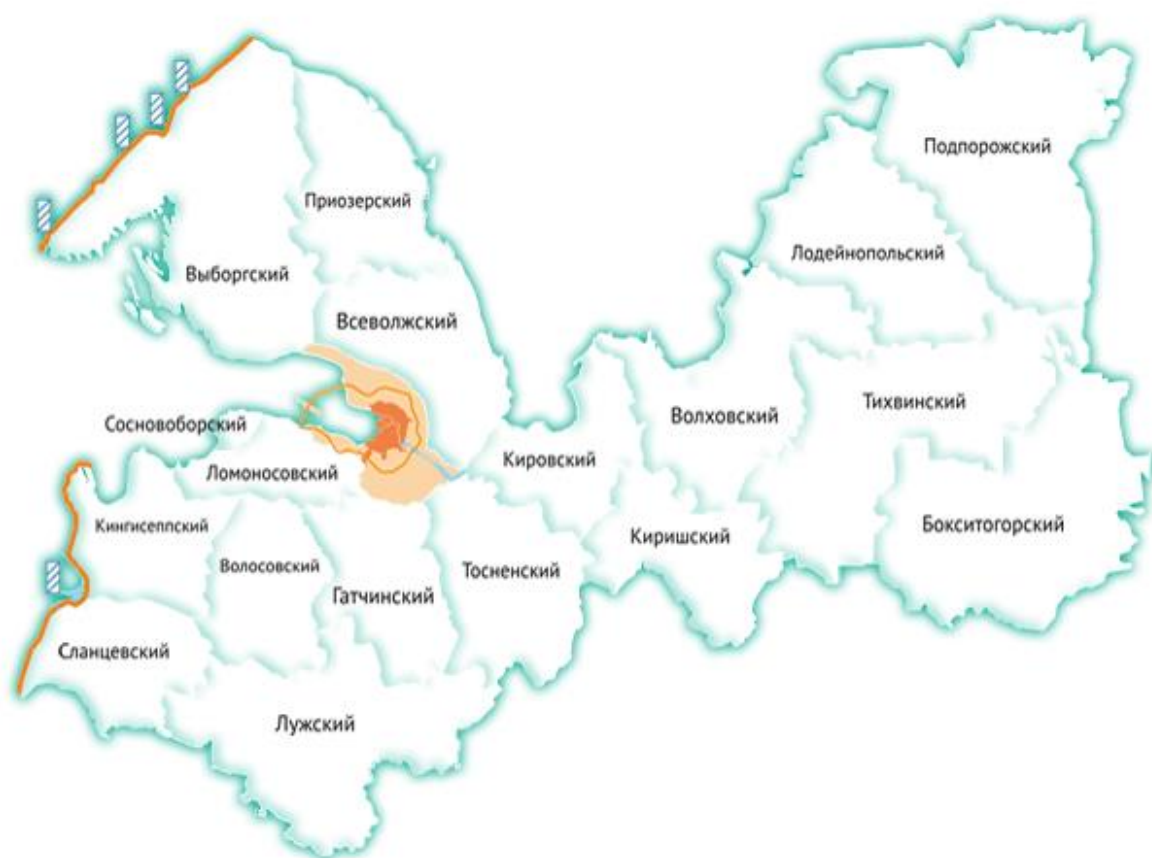 Подпорожский
Приозерский
Лодейнопольский
Выборгский
Всеволжский
Тихвинский
Волховский
Сосновоборский
Кировский
Ломоносовский
Кингисеппский
Бокситогорский
Киришский
Волосовский
Тосненский
Гатчинский
Сланцевский
Лужский